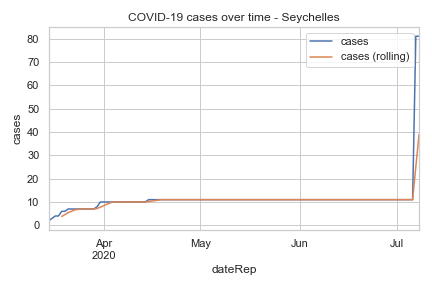 COVID-19 cases over time - Seychelles
cases
cases (rolling)
cases
80
70
60
50
40
30
20
10
0
Apr
2020
May
Jun
Jul
dateRep